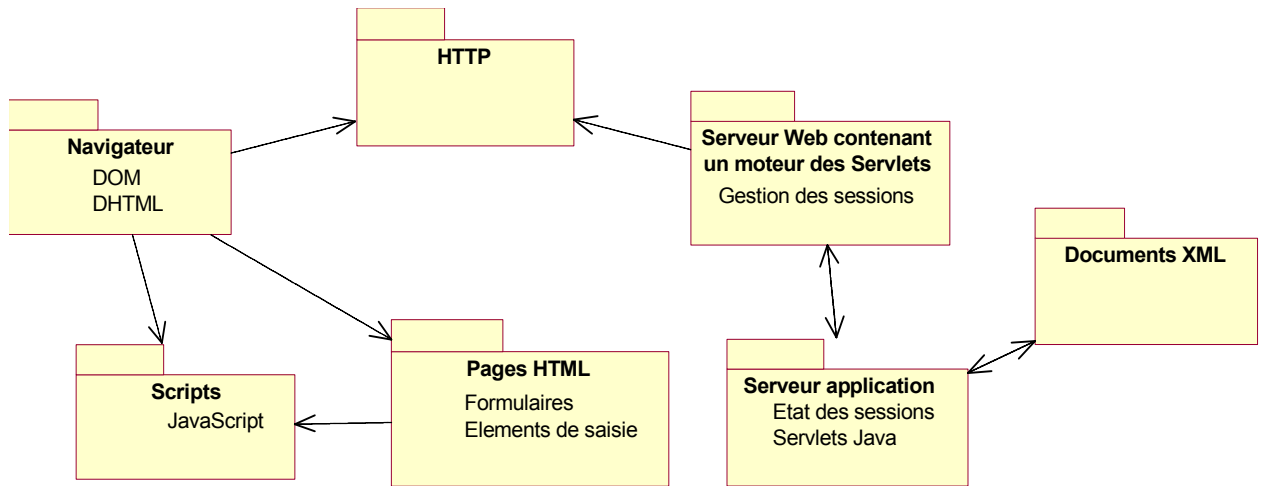 HTTP
Navigateur
DOM
DHTML
Serveur Web contenant
un moteur des Servlets
Gestion des sessions
Documents XML
Scripts
JavaScript
Pages HTML
Formulaires
Elements de saisie
Serveur application
Etat des sessions
Servlets Java